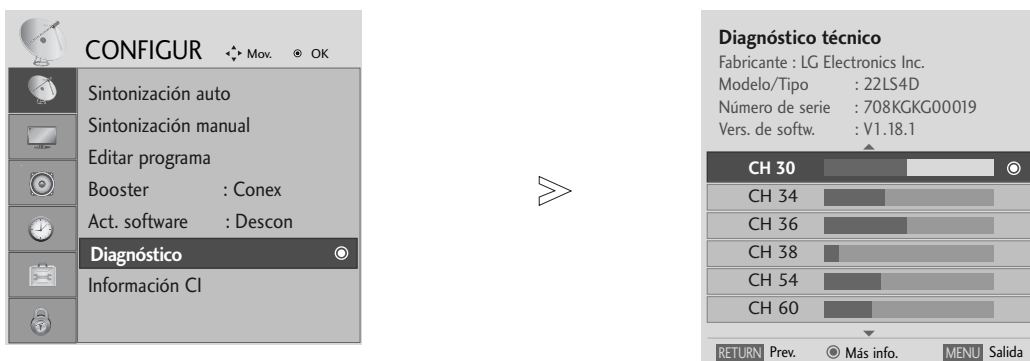 CONFIGUR Mov. OK
Sintonización auto
Sintonización manual
Editar programa
Booster : Conex
Act. software : Descon
Diagnóstico
Información CI
Diagnóstico técnico
Fabricante : LG Electronics Inc.
Modelo/Tipo : 22LS4D
Número de serie : 708KGKG00019
Vers. de softw. : V1.18.1
CH 30
CH 34
CH 36
CH 38
CH 54
CH 60
RETURN Prev. Más info. MENU Salida